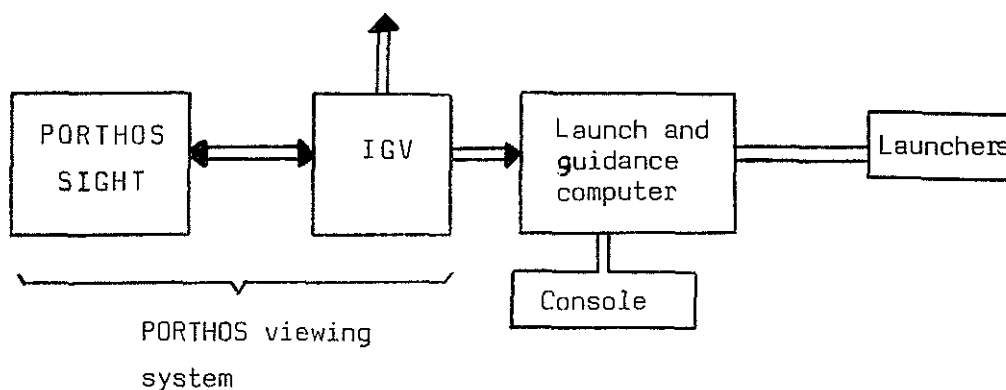 PORTHOS
SIGHT
IGV
Launch and
guidance
computer
Launchers
Console
PORTHOS viewing
system